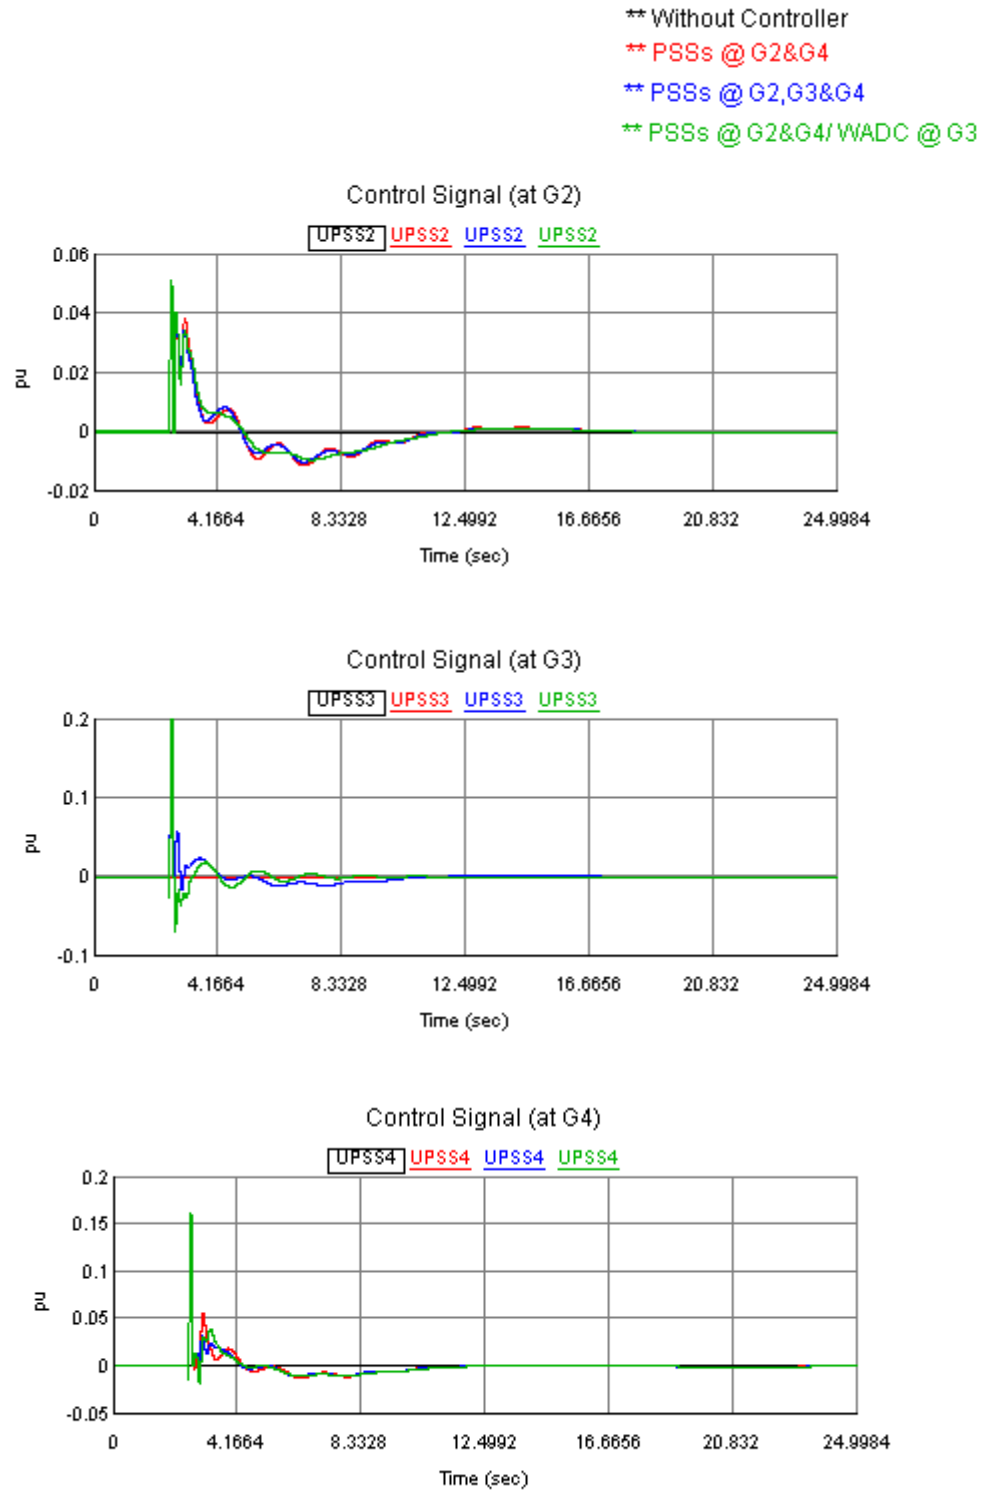 ** Without Controller
** PSSs @ G2&G4
** PSSs @ G2,G3&G4
** PSSs @ G2&G4/ WADC @ G3
Control Signal (at G2)
UPSS2 UPSS2 UPSS2 UPSS2
0.06
0.04
0.02
0
-0.02
pu
0 4.1664 8.3328 12.4992 16.6656 20.832 24.9984
Time (sec)
Control Signal (at G3)
UPSS3 UPSS3 UPSS3 UPSS3
0.2
0.1
0
-0.1
pu
0 4.1664 8.3328 12.4992 16.6656 20.832 24.9984
Time (sec)
Control Signal (at G4)
UPSS4 UPSS4 UPSS4 UPSS4
0.2
0.15
0.1
0.05
0
-0.05
pu
0 4.1664 8.3328 12.4992 16.6656 20.832 24.9984
Time (sec)